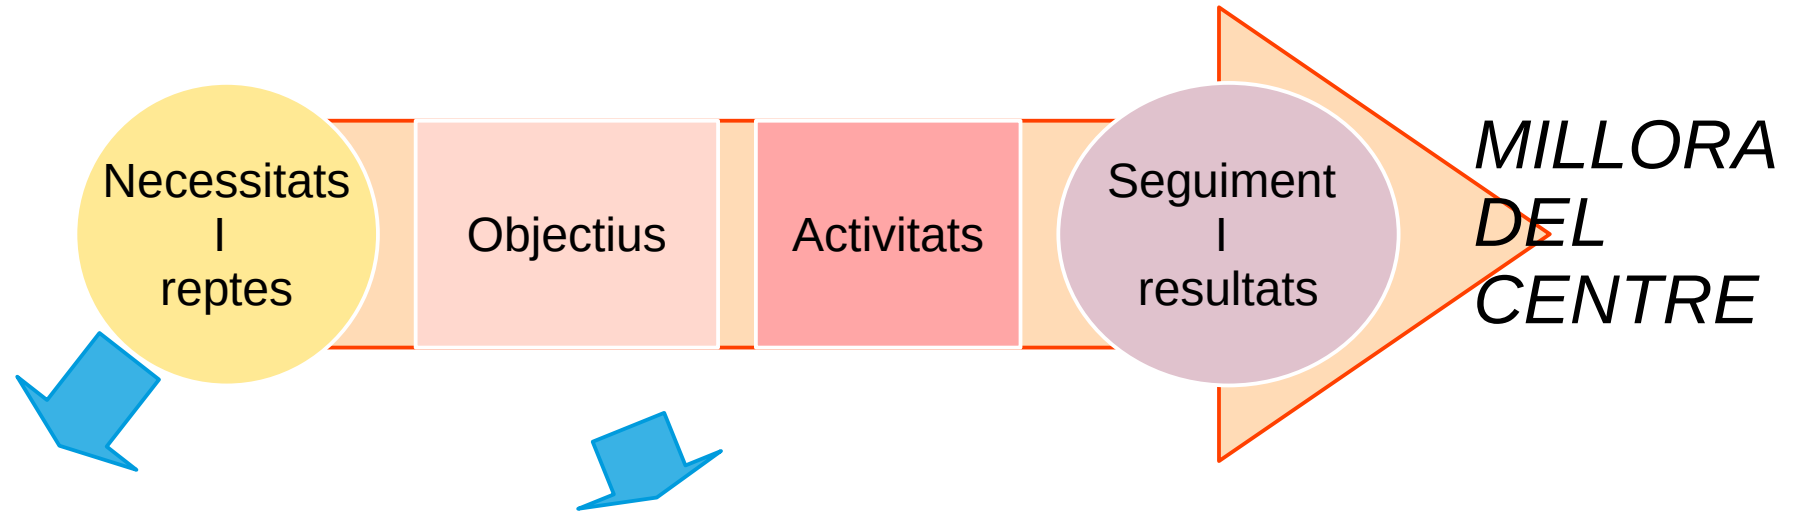 Necessitats
I
reptes
Objectius
Activitats
Seguiment
I
resultats
MILLORA
DEL
CENTRE